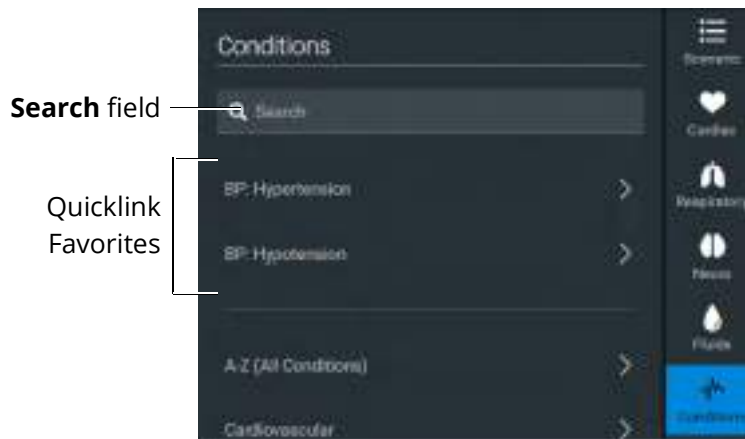 Conditions
Search field
Search
Quicklink
Favorites
BP: Hypertension
BP: Hypotension
A-Z (All Conditions)
Cardiovascular
Scenario
Cardiac
Respiratory
Neuro
Fluids
Conditions